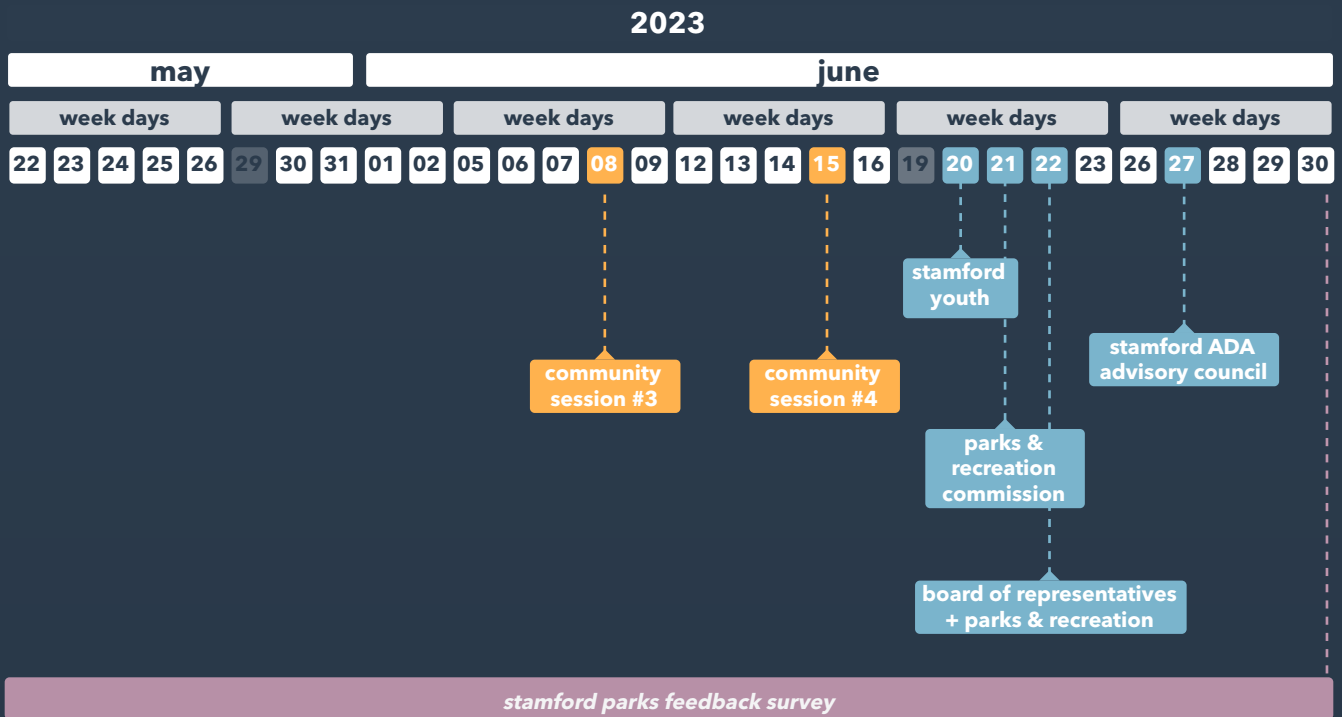 2023
may june
week days week days week days week days week days week days
22 23 24 25 26 29 30 31 01 02 05 06 07 08 09 12 13 14 15 16 19 20 21 22 23 26 27 28 29 30
stamford
youth
stamford ADA
advisory council
community
session #3
community
session #4
parks &
recreation
commission
board of representatives
+ parks & recreation
stamford parks feedback survey